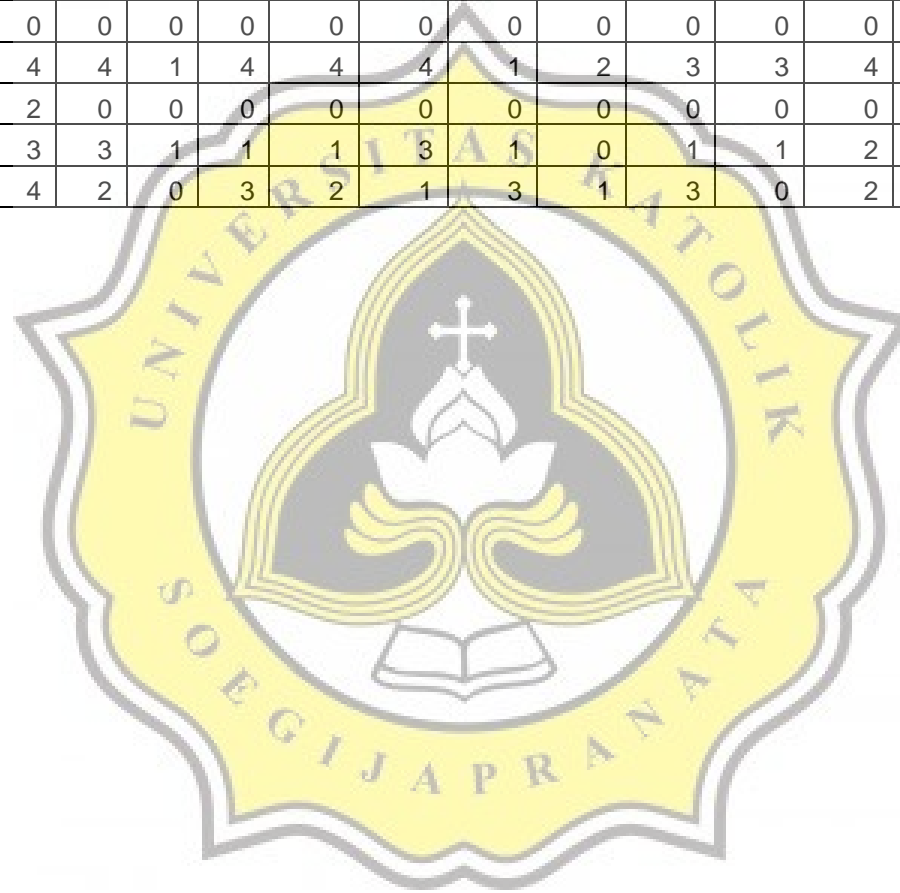 0 0 0 0 0 0 0 0 0 0 0
4 4 1 4 4 4 1 2 3 3 4
2 0 0 0 0 0 0 0 0 0 0
3 3 1 1 1 3 1 0 1 1 2
4 2 0 3 2 1 3 1 3 0 2
UNIVERSITAS KATOLIK
SOEGIJAPRANATA